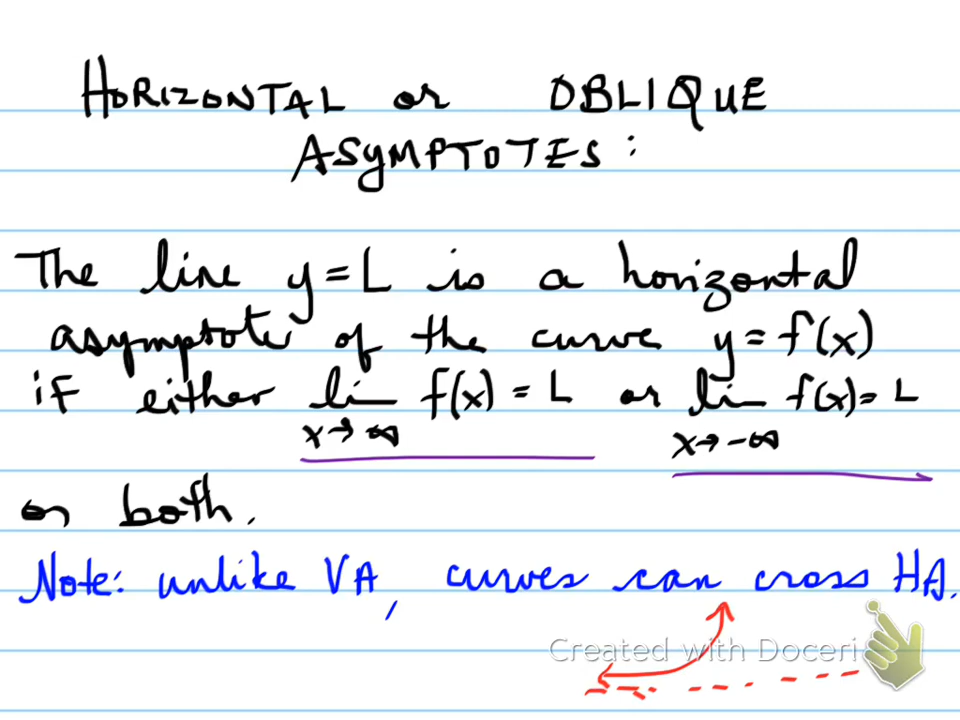 HORIZONTAL or OBLIQUE
ASYMPTOTES:
The line y = L is a horizontal
asymptote of the curve y = f(x)
if either lim f(x) = L or lim f(x) = L
x → ∞ x → -∞
or both.
Note: unlike VA, curves can cross HA.
Created with Doceri